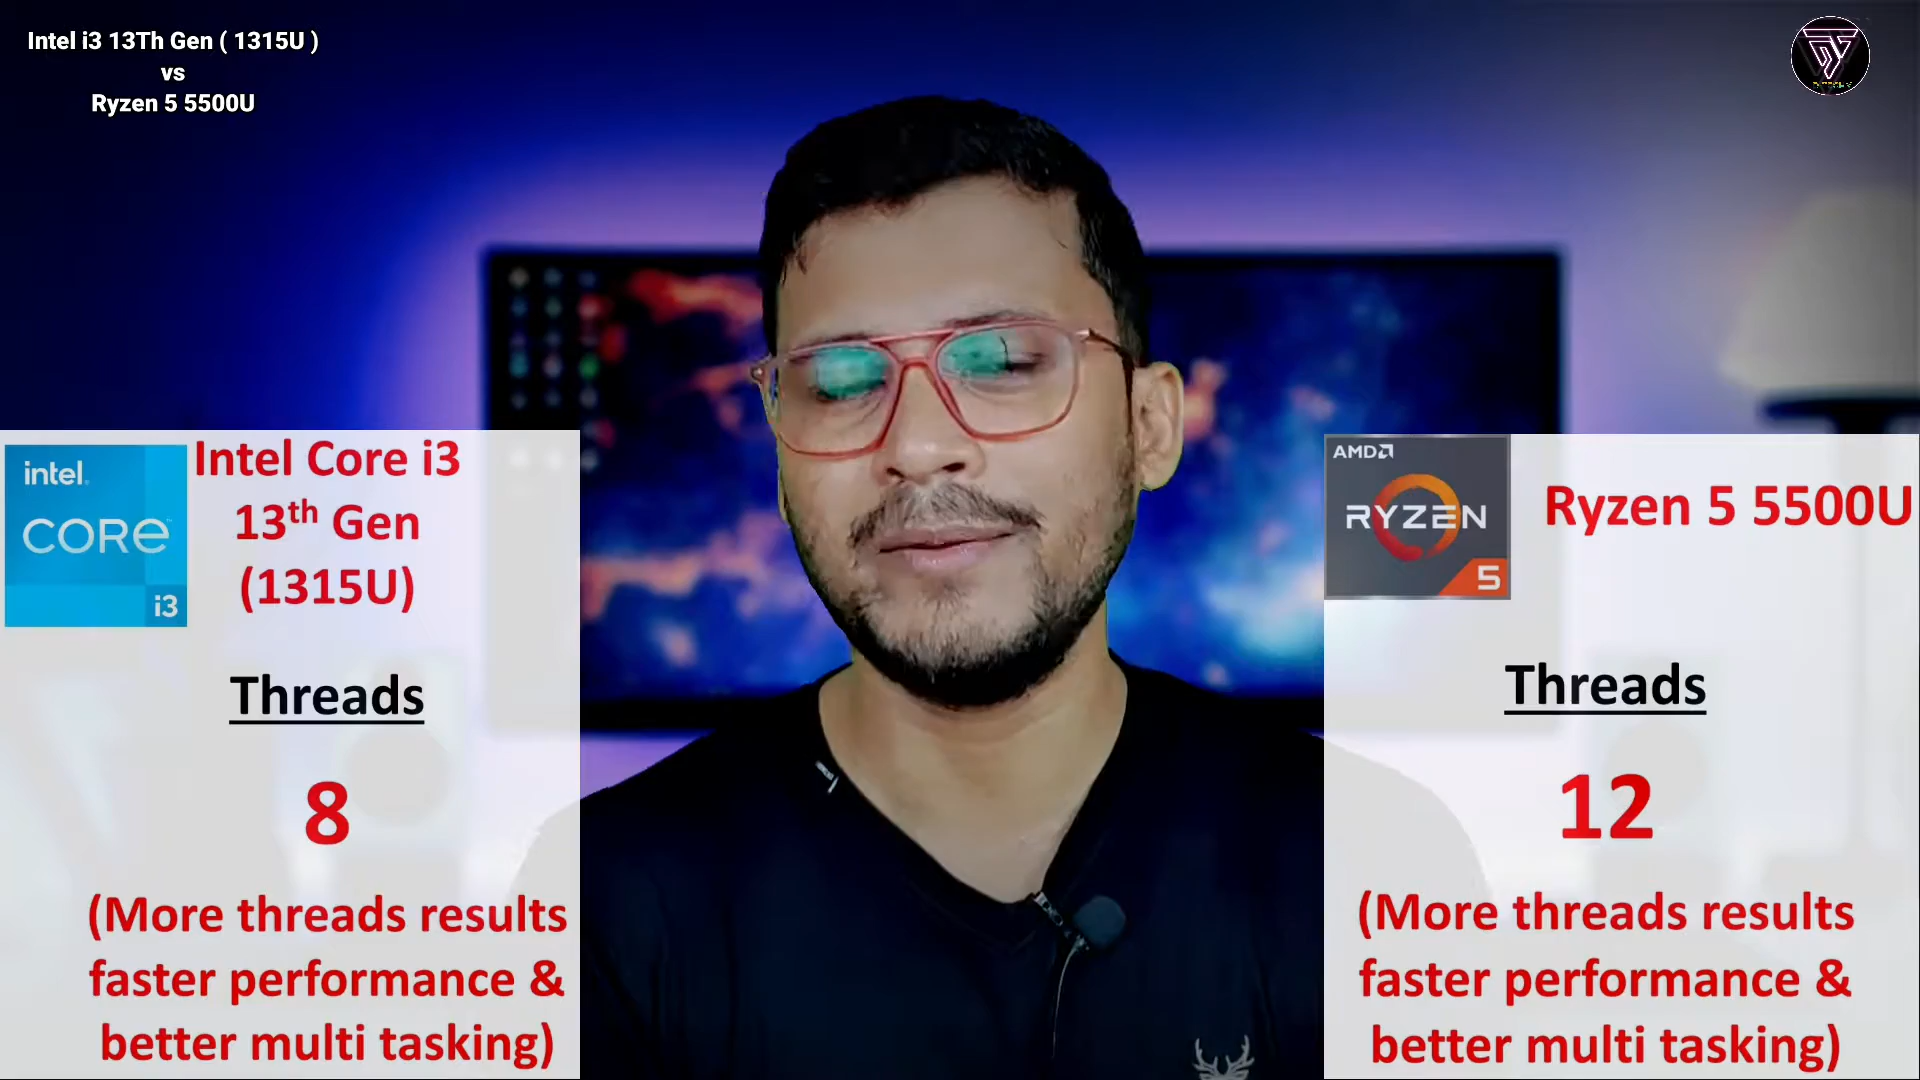 Intel i3 13Th Gen ( 1315U )
vs
Ryzen 5 5500U
intel.
CORE™
i3
Intel Core i3
13th Gen
(1315U)
Threads
8
(More threads results
faster performance &
better multi tasking)
AMD
RYZEN
5
Ryzen 5 5500U
Threads
12
(More threads results
faster performance &
better multi tasking)